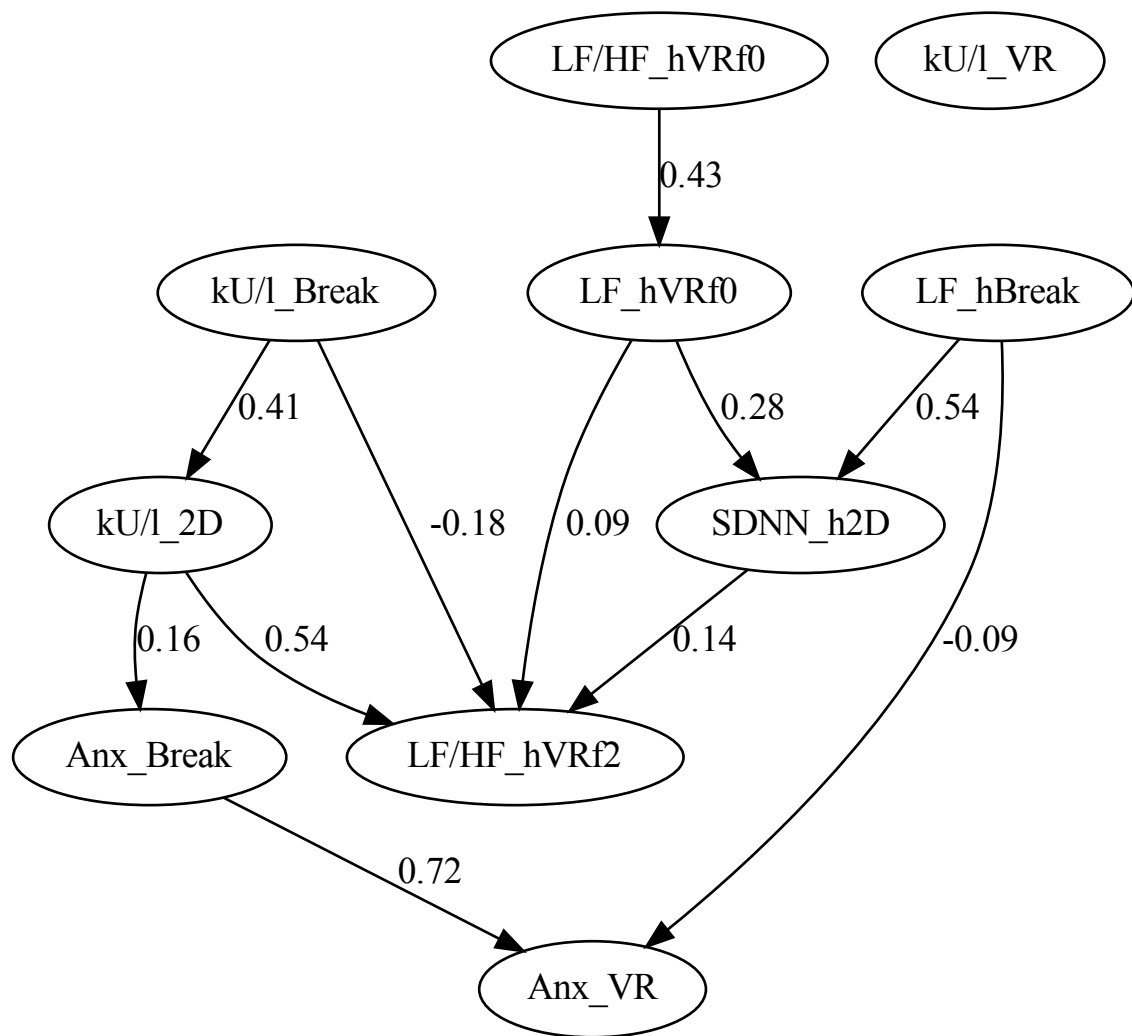 LF/HF_hVRf0
kU/l_VR
0.43
kU/l_Break
LF_hVRf0
LF_hBreak
0.41
0.28
0.54
kU/l_2D
-0.18
0.09
SDNN_h2D
0.16
0.54
0.14
-0.09
Anx_Break
LF/HF_hVRf2
0.72
Anx_VR